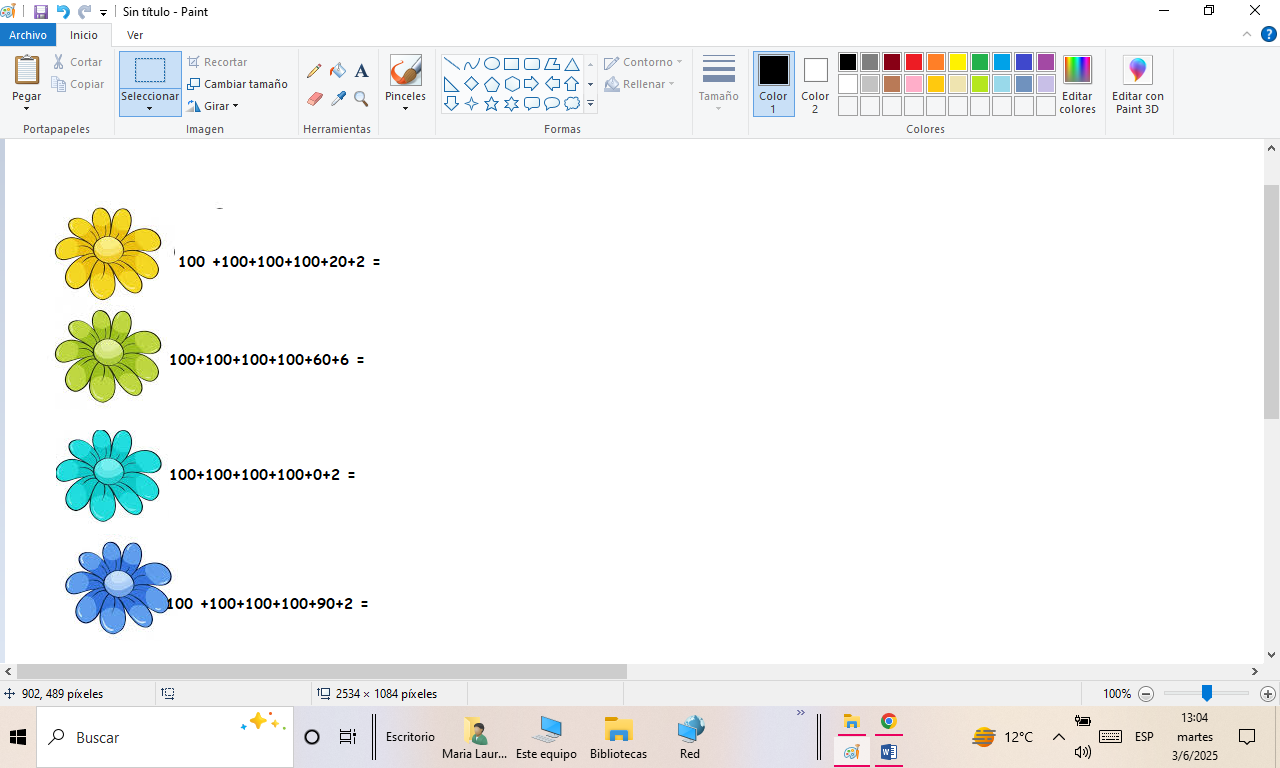 Sin título - Paint
Archivo Inicio Ver
Pegar
Cortar
Copiar
Portapapeles
Seleccionar
Recortar
Cambiar tamaño
Girar
Imagen
A
Herramientas
Pinceles
Contorno
Rellenar
Formas
Tamaño
Color 1
Color 2
Editar colores
Colores
Editar con Paint 3D
100 +100+100+100+20+2 =
100+100+100+100+60+6 =
100+100+100+100+0+2 =
100 +100+100+100+90+2 =
902, 489 píxeles
2534 × 1084 píxeles
100%
Buscar
Escritorio
Maria Laur...
Este equipo
Bibliotecas
Red
12°C
ESP
13:04
martes
3/6/2025